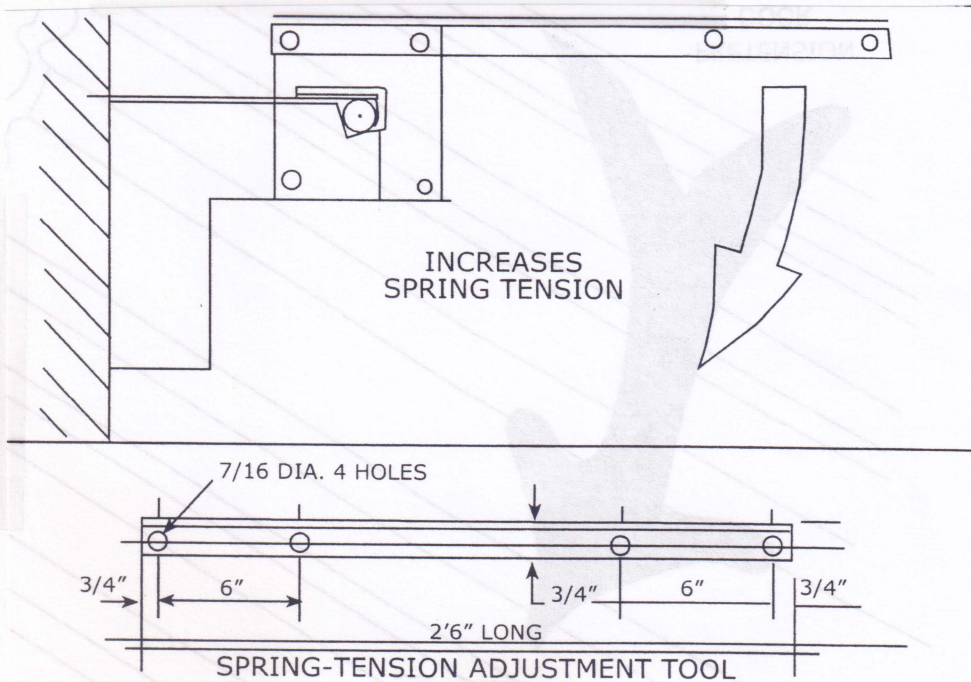 INCREASES
SPRING TENSION
7/16 DIA. 4 HOLES
3/4"
6"
3/4"
6"
3/4"
2'6" LONG
SPRING-TENSION ADJUSTMENT TOOL